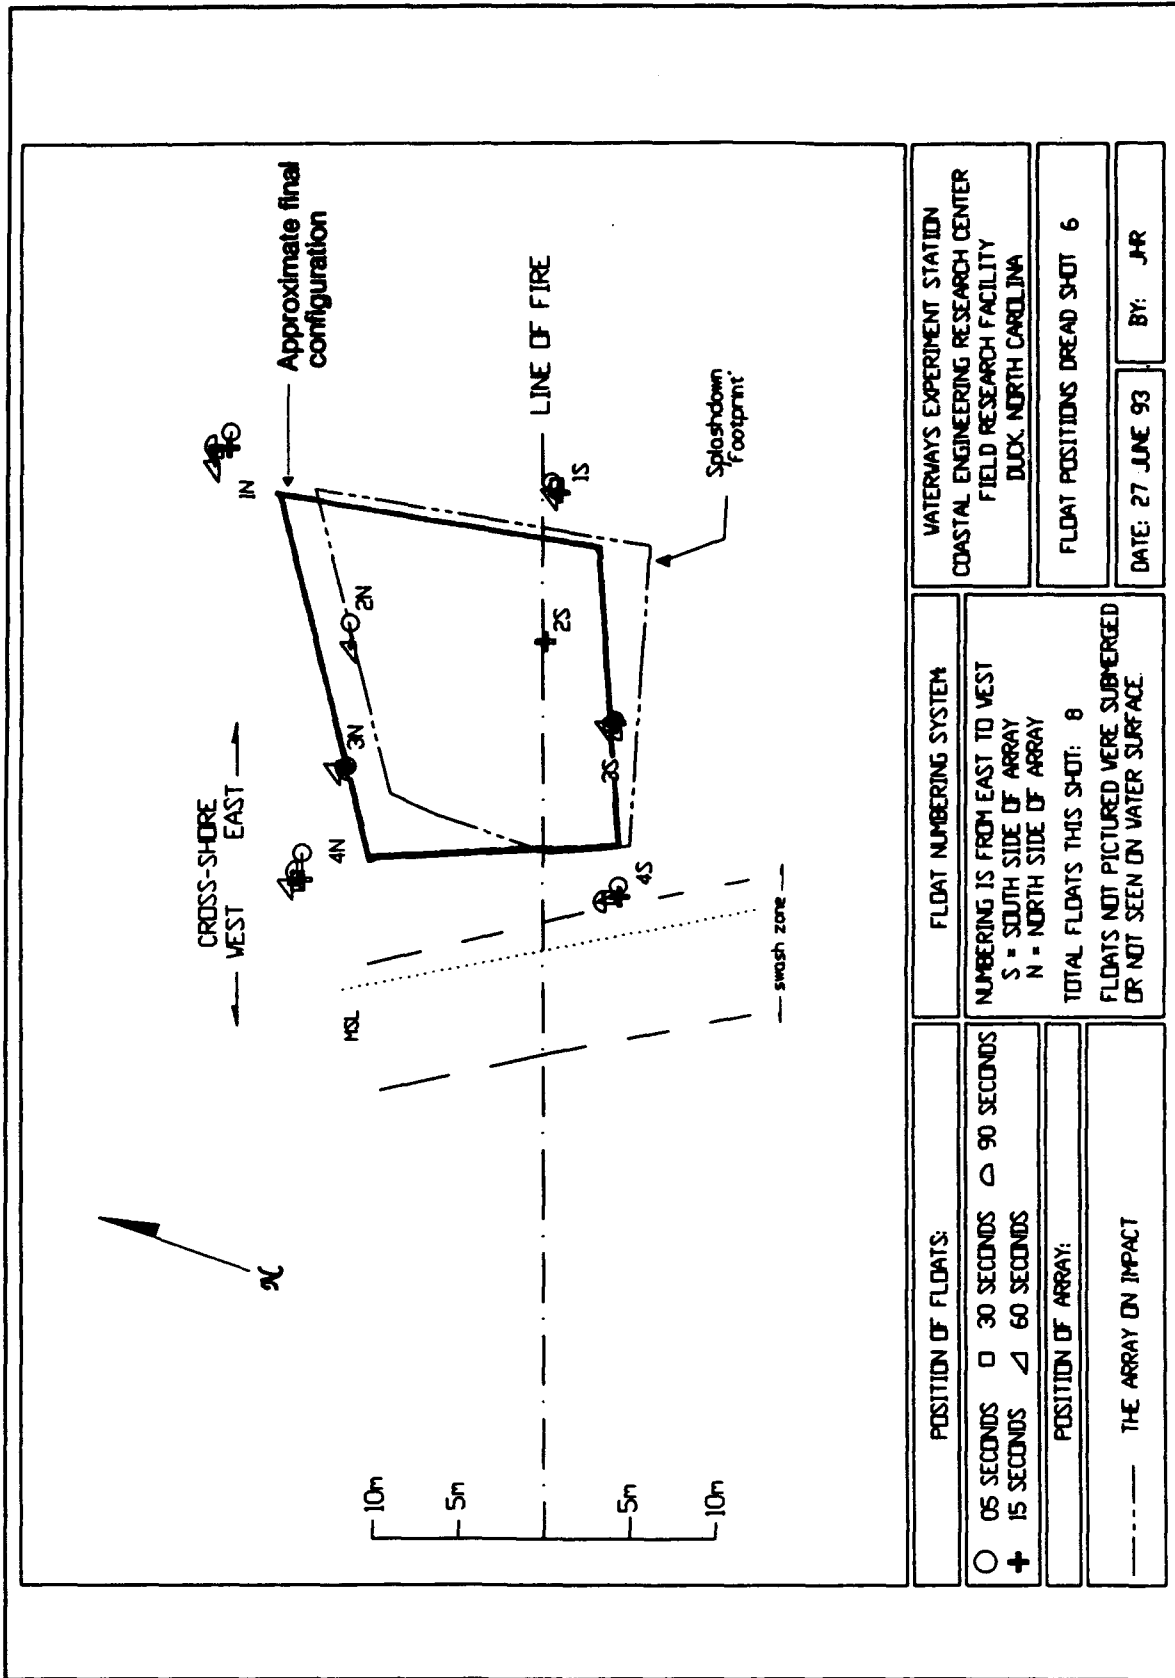 CROSS-SHORE
WEST EAST
Approximate final
configuration
1N
2N
3N
4N
MSL
N
LINE OF FIRE
1S
2S
3S
4S
Splashdown
Footprint
swash zone
10m
5m
5m
10m
POSITION OF FLOATS:
05 SECONDS 30 SECONDS 90 SECONDS
15 SECONDS 60 SECONDS
POSITION OF ARRAY:
THE ARRAY ON IMPACT
FLOAT NUMBERING SYSTEM:
NUMBERING IS FROM EAST TO WEST
S = SOUTH SIDE OF ARRAY
N = NORTH SIDE OF ARRAY
TOTAL FLOATS THIS SHOT: 8
FLOATS NOT PICTURED WERE SUBMERGED
OR NOT SEEN ON WATER SURFACE.
WATERWAYS EXPERIMENT STATION
COASTAL ENGINEERING RESEARCH CENTER
FIELD RESEARCH FACILITY
DUCK, NORTH CAROLINA
FLOAT POSITIONS DREAD SHOT 6
DATE: 27 JUNE 93 BY: JHR